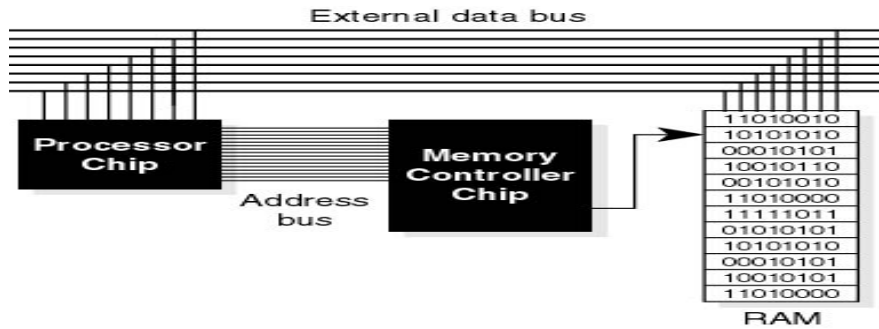 External data bus
Processor
Chip
Address
bus
Memory
Controller
Chip
11010010
10101010
00010101
10010110
00101010
11010000
11111011
01010101
10101010
00010101
10010101
11010000
RAM